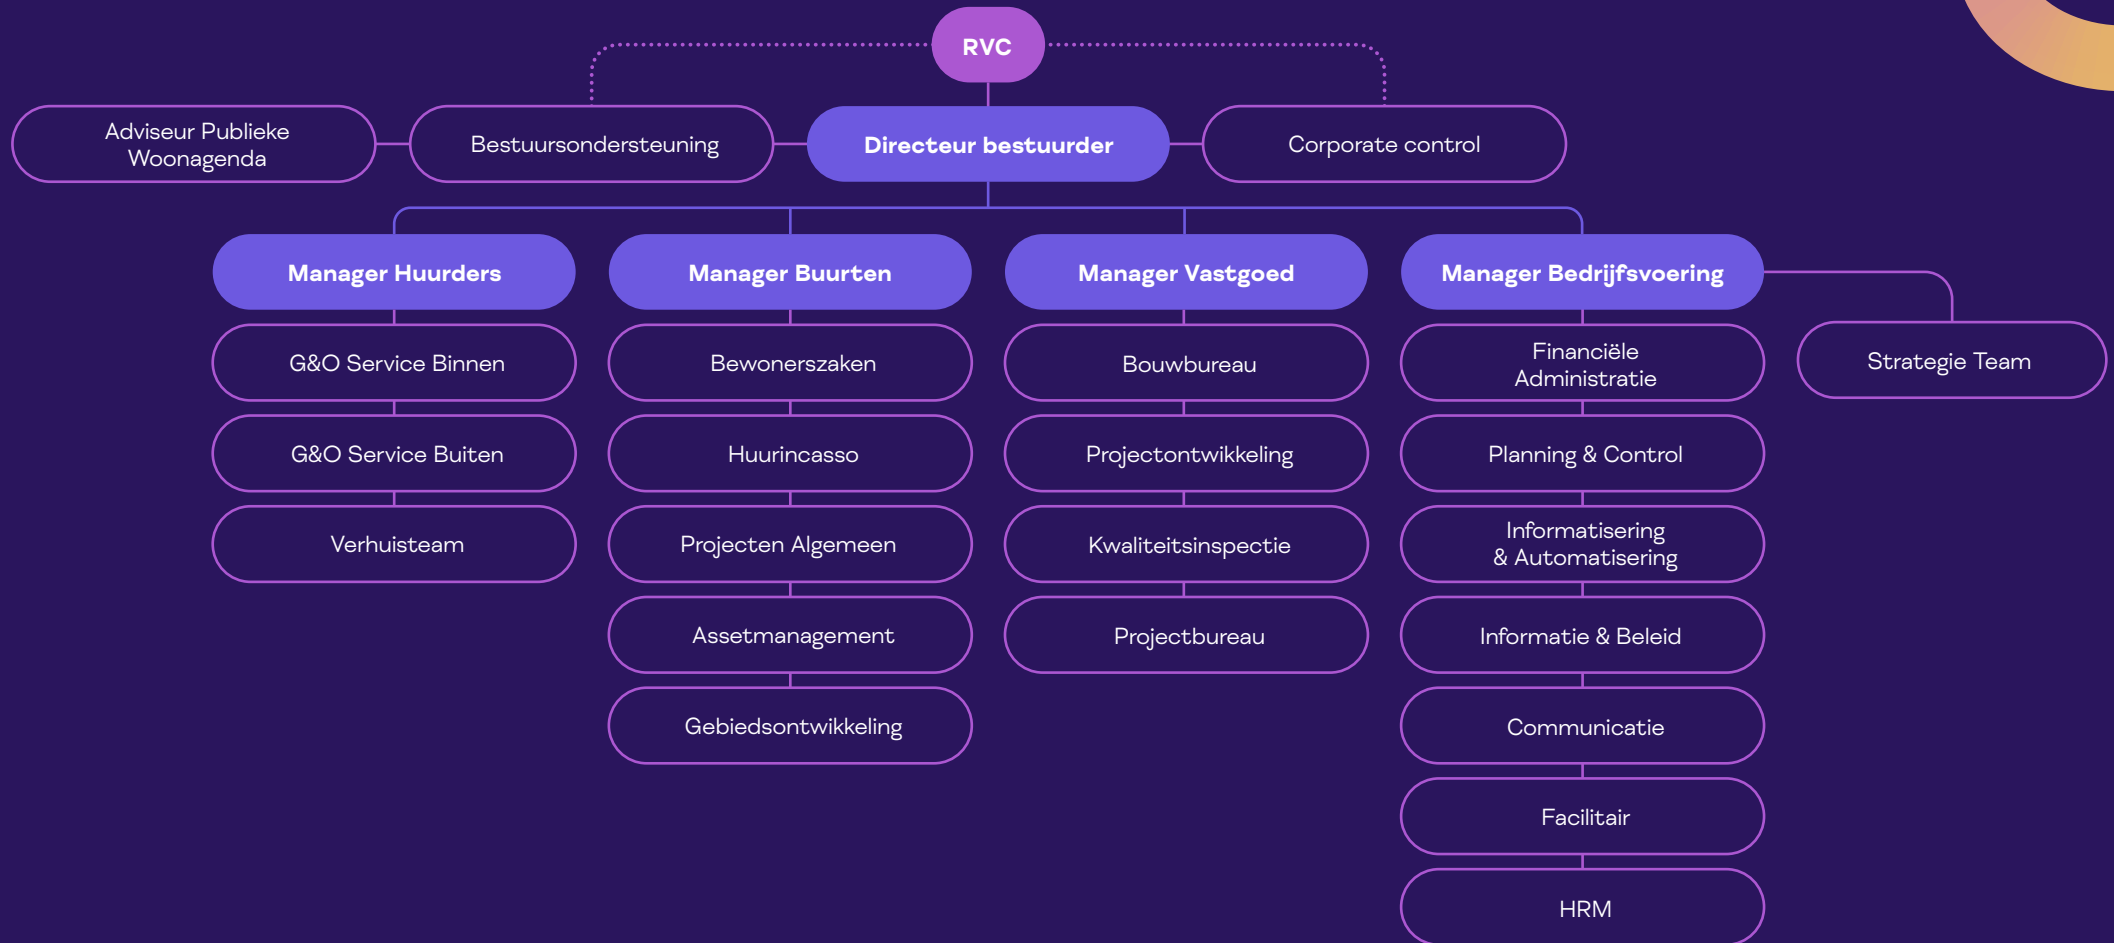 RVC
Adviseur Publieke
Woonagenda
Bestuursondersteuning
Directeur bestuurder
Corporate control
Manager Huurders
G&O Service Binnen
G&O Service Buiten
Verhuisteam
Manager Buurten
Bewonerszaken
Huurincasso
Projecten Algemeen
Assetmanagement
Gebiedsontwikkeling
Manager Vastgoed
Bouwbureau
Projectontwikkeling
Kwaliteitsinspectie
Projectbureau
Manager Bedrijfsvoering
Financiële
Administratie
Planning & Control
Informatisering
& Automatisering
Informatie & Beleid
Communicatie
Facilitair
HRM
Strategie Team